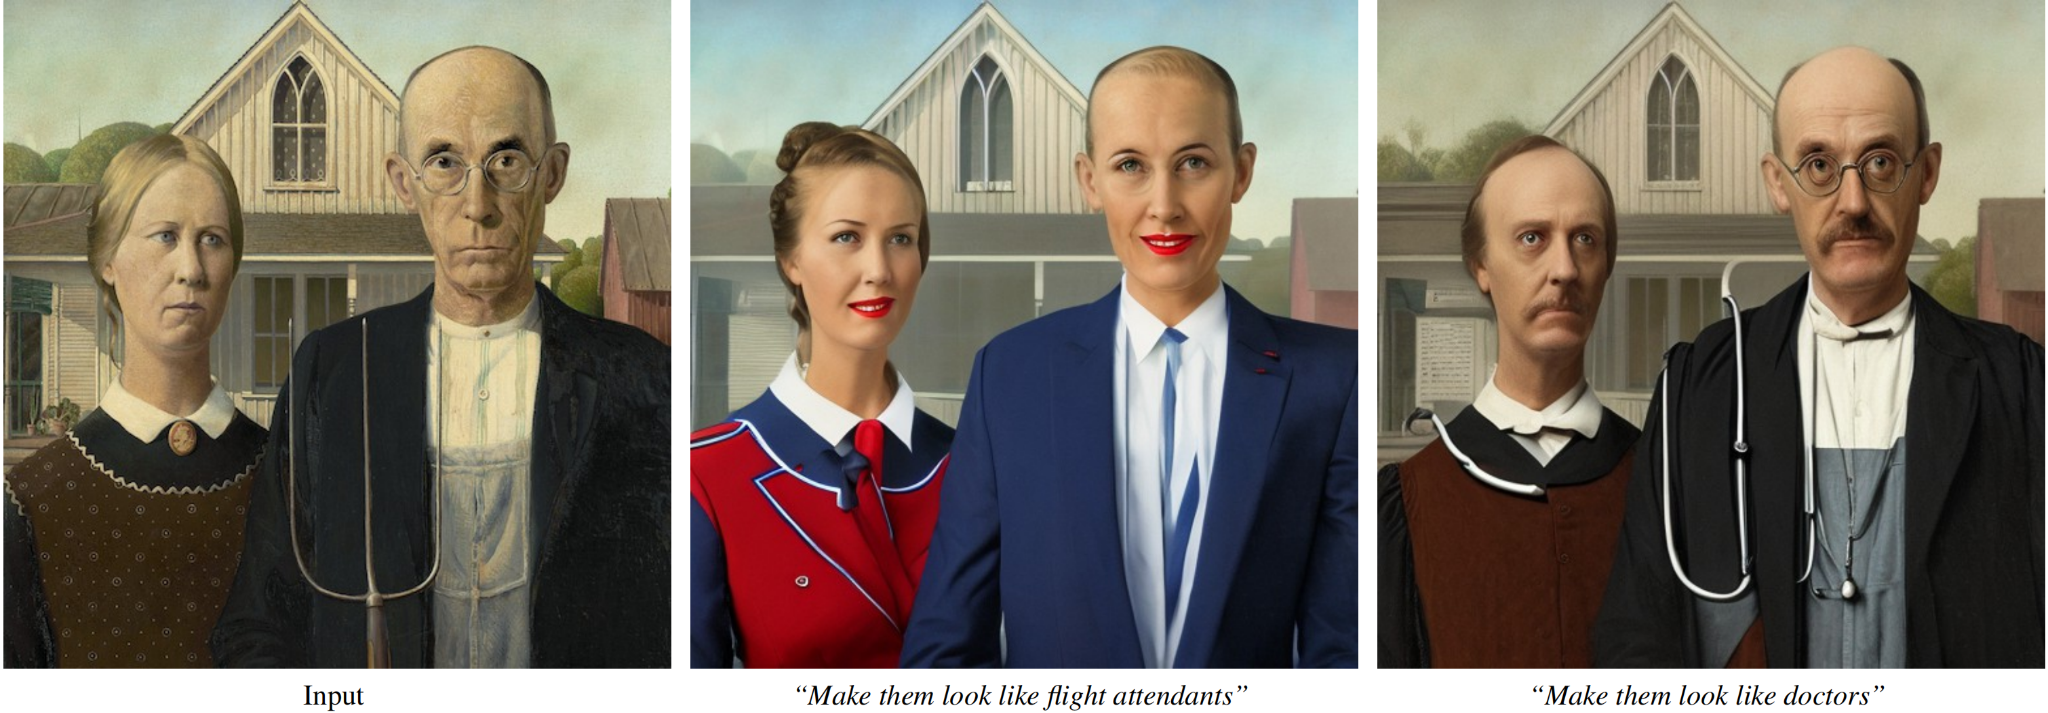 Input
“Make them look like flight attendants”
“Make them look like doctors”